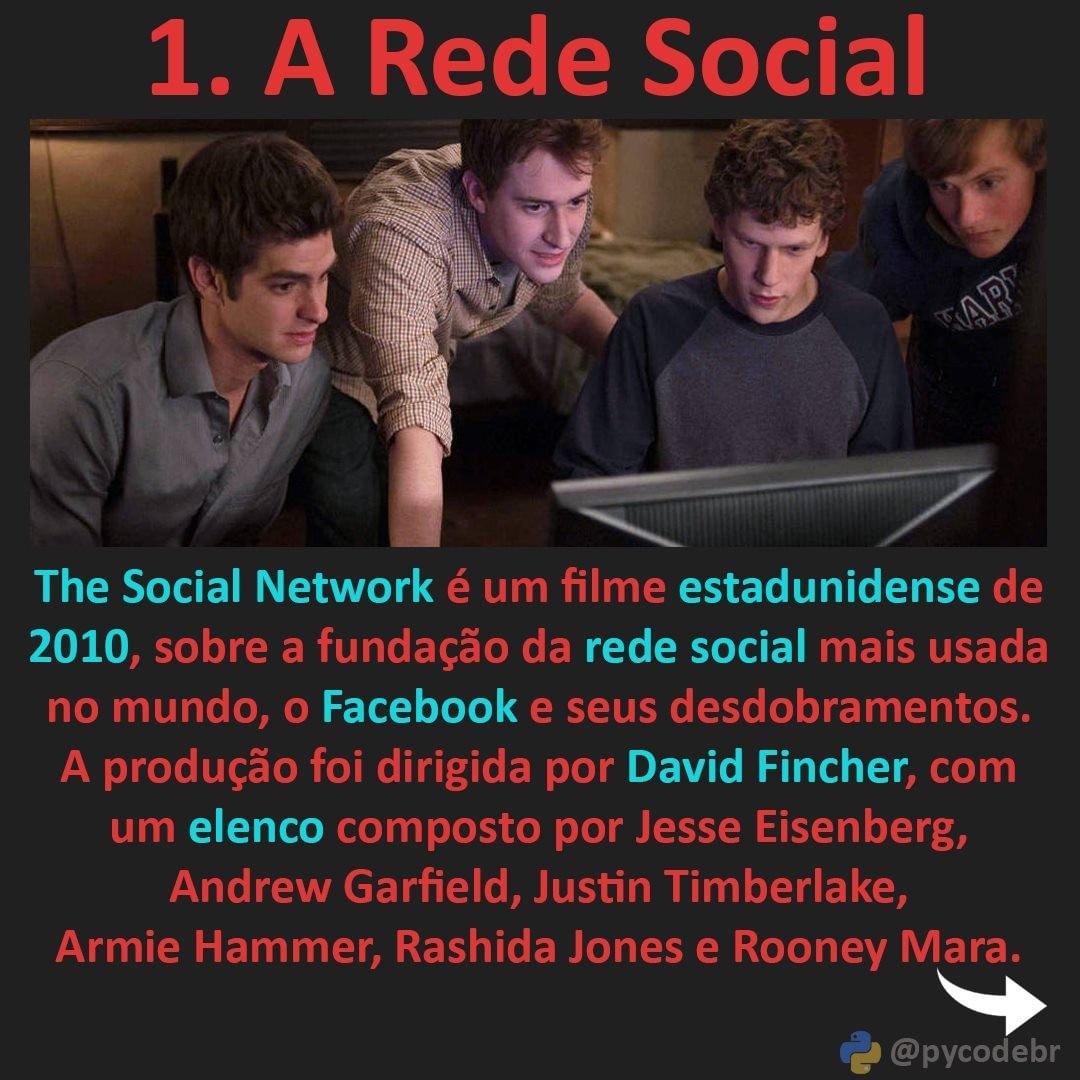 1. A Rede Social
HARV
The Social Network é um filme estadunidense de
2010, sobre a fundação da rede social mais usada
no mundo, o Facebook e seus desdobramentos.
A produção foi dirigida por David Fincher, com
um elenco composto por Jesse Eisenberg,
Andrew Garfield, Justin Timberlake,
Armie Hammer, Rashida Jones e Rooney Mara.
@pycodebr